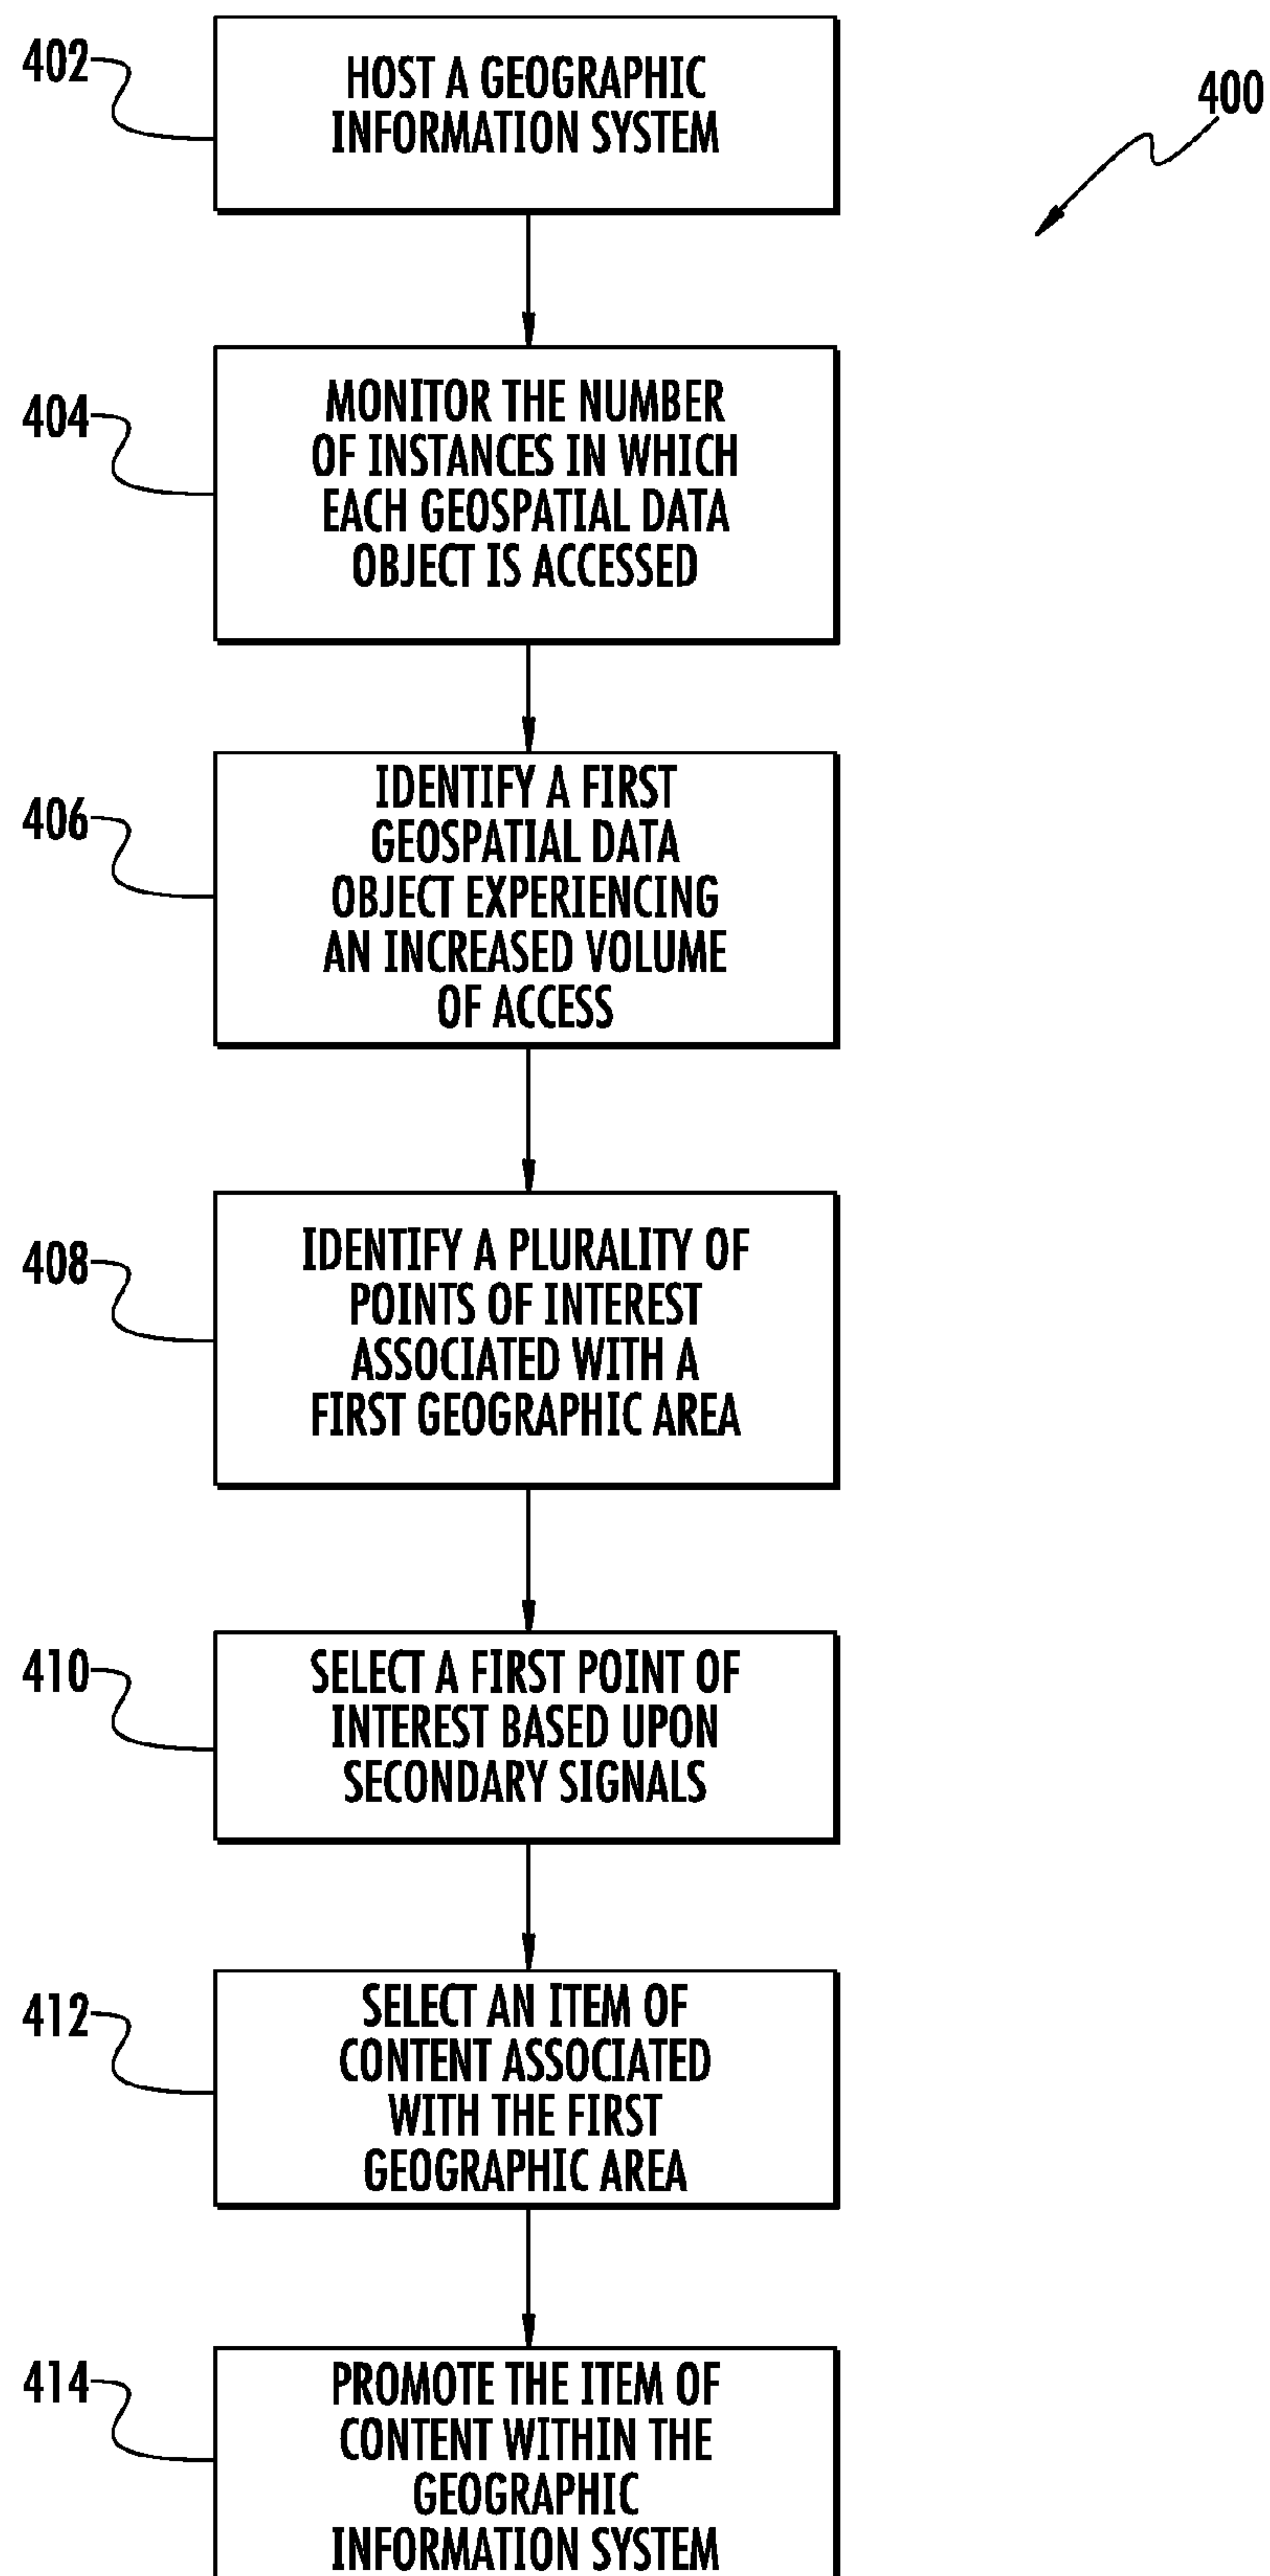 402
HOST A GEOGRAPHIC
INFORMATION SYSTEM
400
404
MONITOR THE NUMBER
OF INSTANCES IN WHICH
EACH GEOSPATIAL DATA
OBJECT IS ACCESSED
406
IDENTIFY A FIRST
GEOSPATIAL DATA
OBJECT EXPERIENCING
AN INCREASED VOLUME
OF ACCESS
408
IDENTIFY A PLURALITY OF
POINTS OF INTEREST
ASSOCIATED WITH A
FIRST GEOGRAPHIC AREA
410
SELECT A FIRST POINT OF
INTEREST BASED UPON
SECONDARY SIGNALS
412
SELECT AN ITEM OF
CONTENT ASSOCIATED
WITH THE FIRST
GEOGRAPHIC AREA
414
PROMOTE THE ITEM OF
CONTENT WITHIN THE
GEOGRAPHIC
INFORMATION SYSTEM